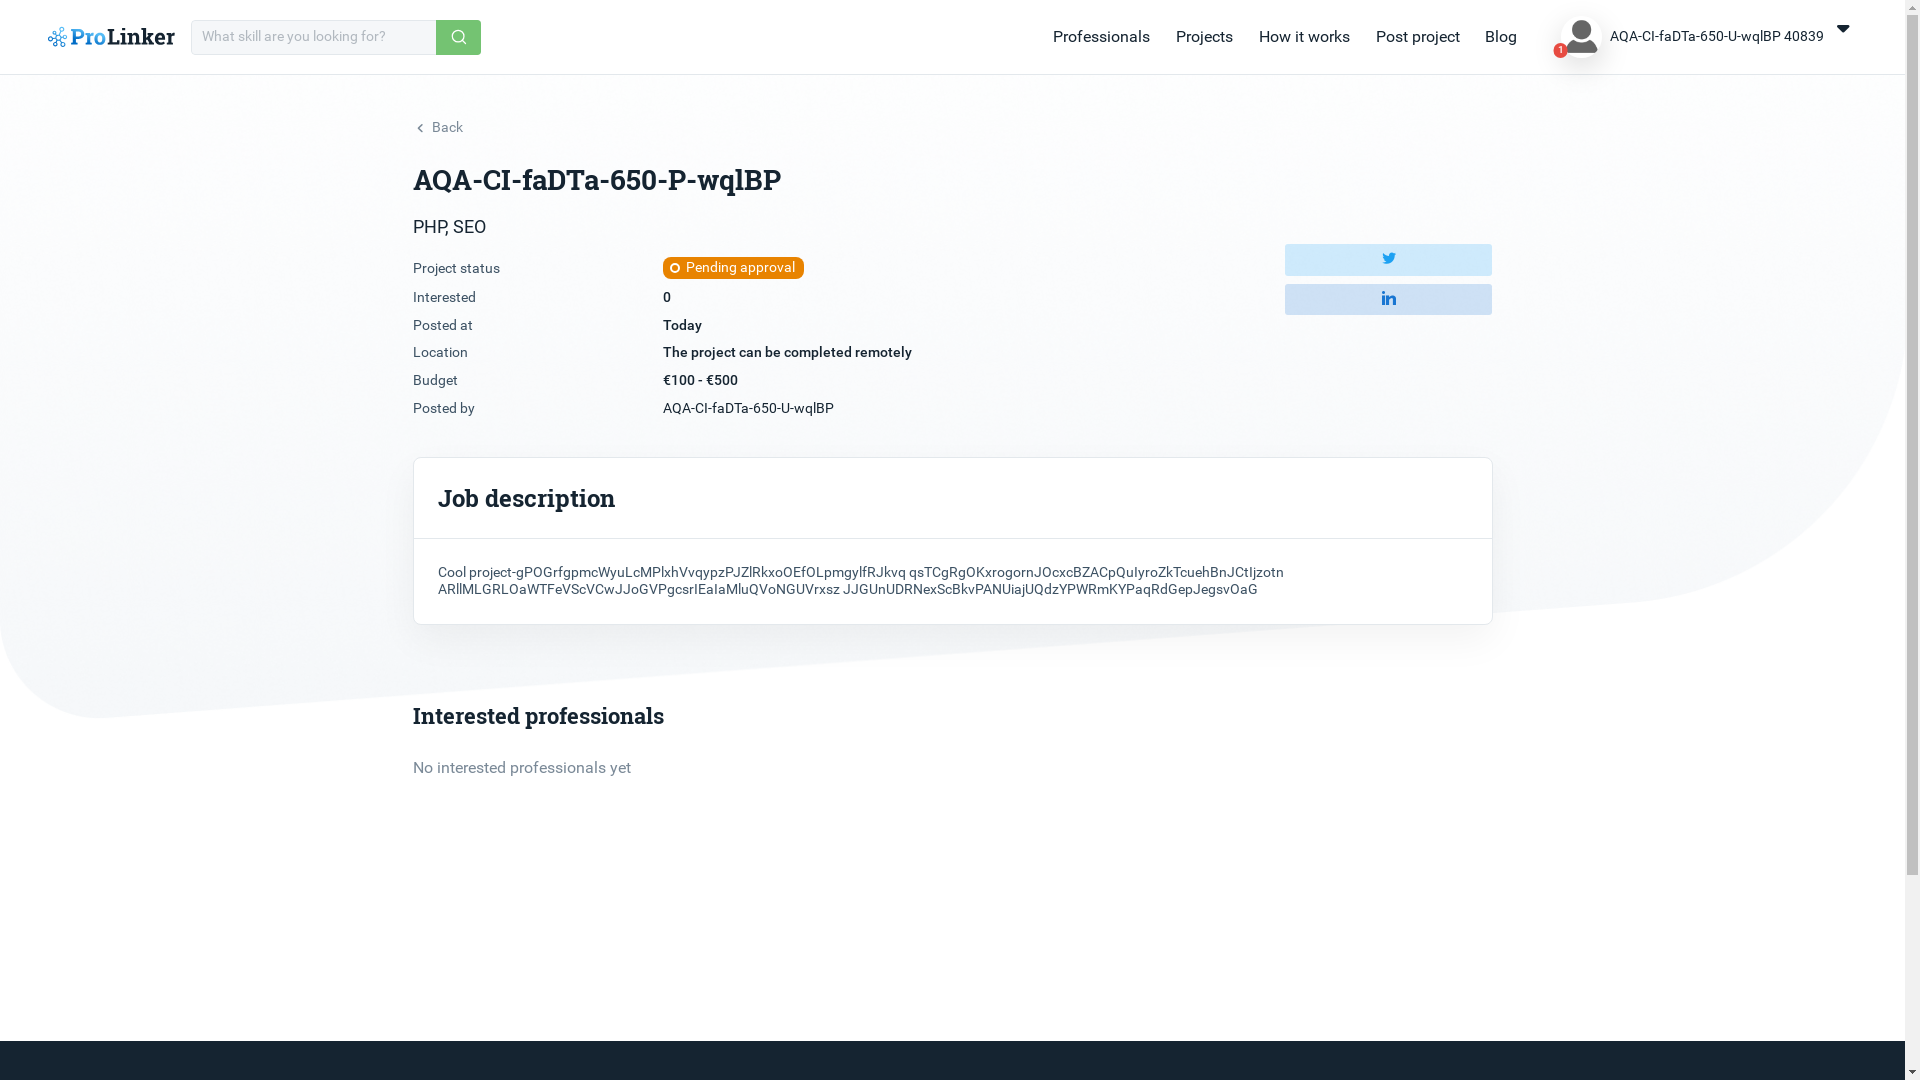 ProLinker
What skill are you looking for?
Professionals
Projects
How it works
Post project
Blog
1
AQA-CI-faDTa-650-U-wqlBP 40839
Back
AQA-CI-faDTa-650-P-wqlBP
PHP, SEO
Project status Pending approval
Interested 0
Posted at Today
Location The project can be completed remotely
Budget €100 - €500
Posted by AQA-CI-faDTa-650-U-wqlBP
in
Job description
Cool project-gPOGrfgpmcWyuLcMPlxhVvqypzPJZlRkxoOEfOLpmgylfRJkvq qsTCgRgOKxrogornJOcxcBZACpQuIyroZkTcuehBnJCtIjzotn
ARllMLGRLOaWTFeVScVCwJJoGVPgcsrIEaIaMluQVoNGUVrxsz JJGUnUDRNexScBkvPANUiajUQdzYPWRmKYPaqRdGepJegsvOaG
Interested professionals
No interested professionals yet